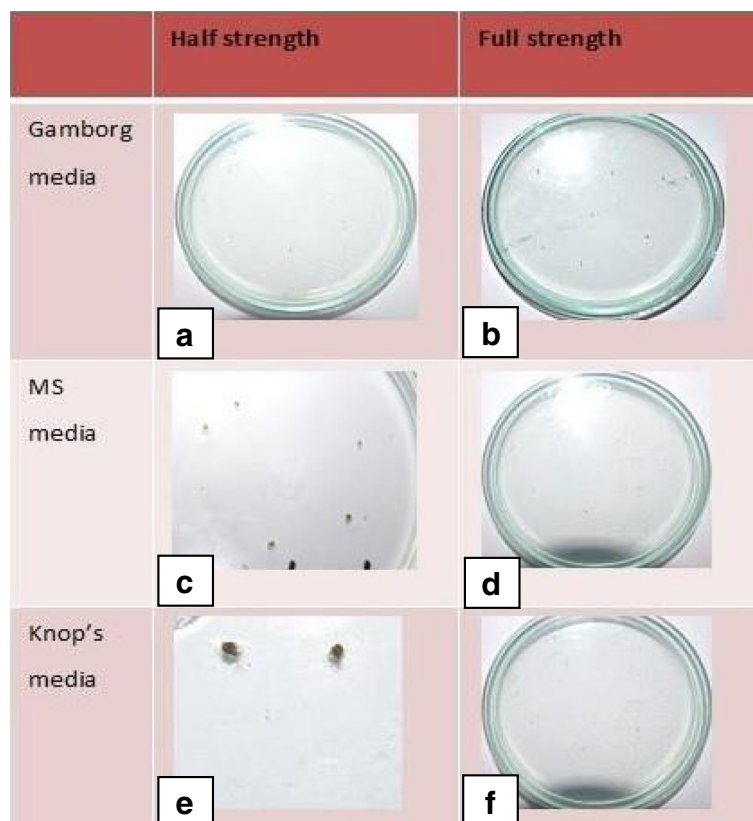 Half strength
Full strength
Gamborg
media
a
b
MS
media
c
d
Knop's
media
e
f